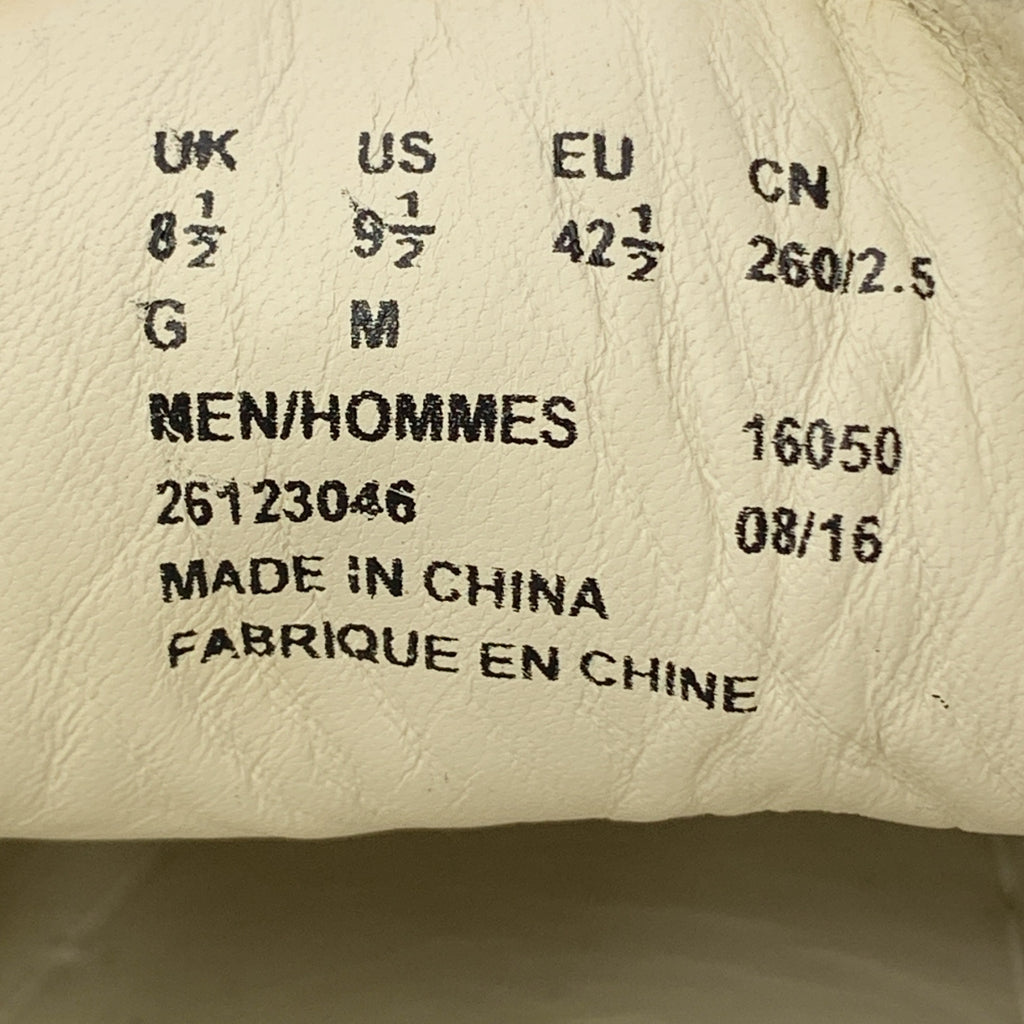 UK US EU CN
8½ 9½ 42½ 260/2.5
G M
MEN/HOMMES 16050
26123046 08/16
MADE IN CHINA
FABRIQUE EN CHINE